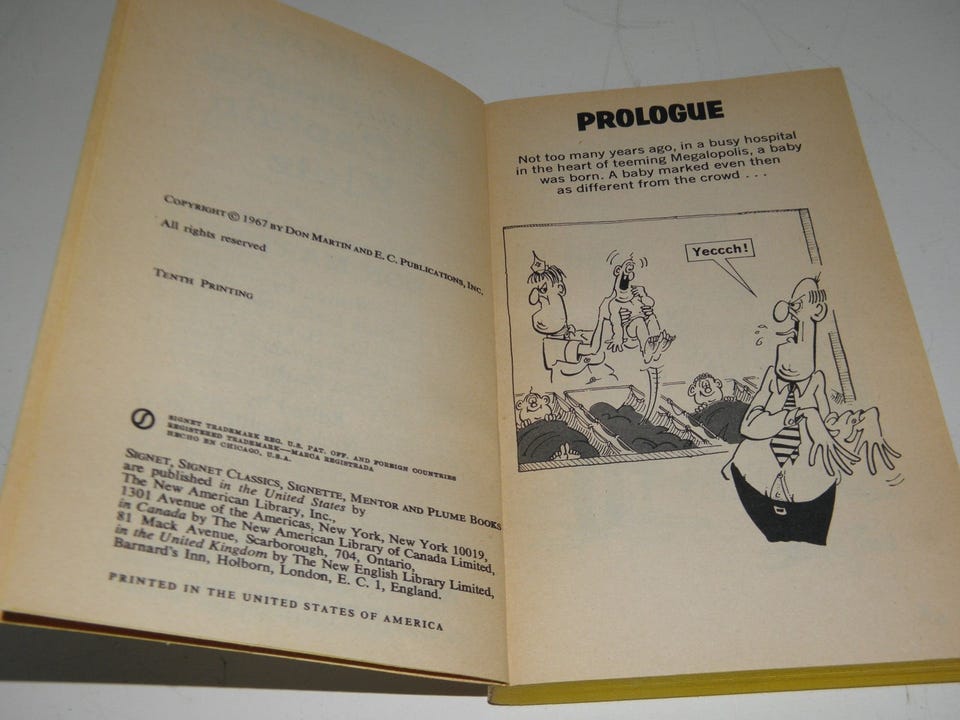 COPYRIGHT © 1967 BY DON MARTIN AND E. C. PUBLICATIONS, INC.
All rights reserved
TENTH PRINTING
SIGNET TRADEMARK REG. U.S. PAT. OFF. AND FOREIGN COUNTRIES
REGISTERED TRADEMARK—MARCA REGISTRADA
HECHO EN CHICAGO, U.S.A.
SIGNET, SIGNET CLASSICS, SIGNETTE, MENTOR AND PLUME BOOKS
are published in the United States by
The New American Library, Inc.,
1301 Avenue of the Americas, New York, New York 10019,
in Canada by The New American Library of Canada Limited,
81 Mack Avenue, Scarborough, 704, Ontario,
in the United Kingdom by The New English Library Limited,
Barnard's Inn, Holborn, London, E. C. 1, England.
PRINTED IN THE UNITED STATES OF AMERICA
PROLOGUE
Not too many years ago, in a busy hospital
in the heart of teeming Megalopolis, a baby
was born. A baby marked even then
as different from the crowd . . .
Yeccch!